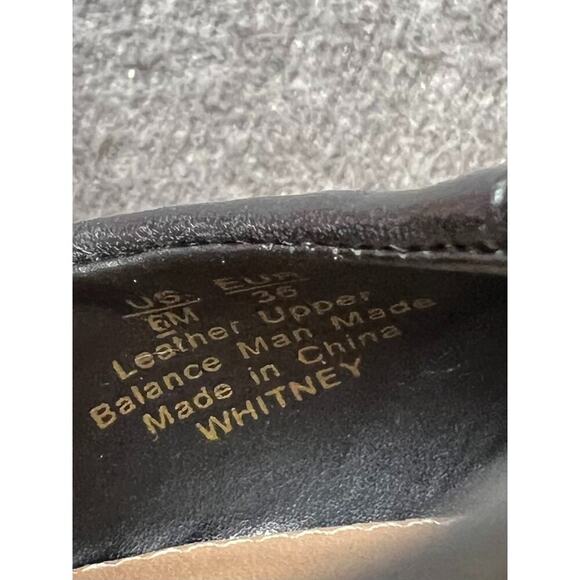 US EUR
6M 36
Leather Upper
Balance Man Made
Made in China
WHITNEY